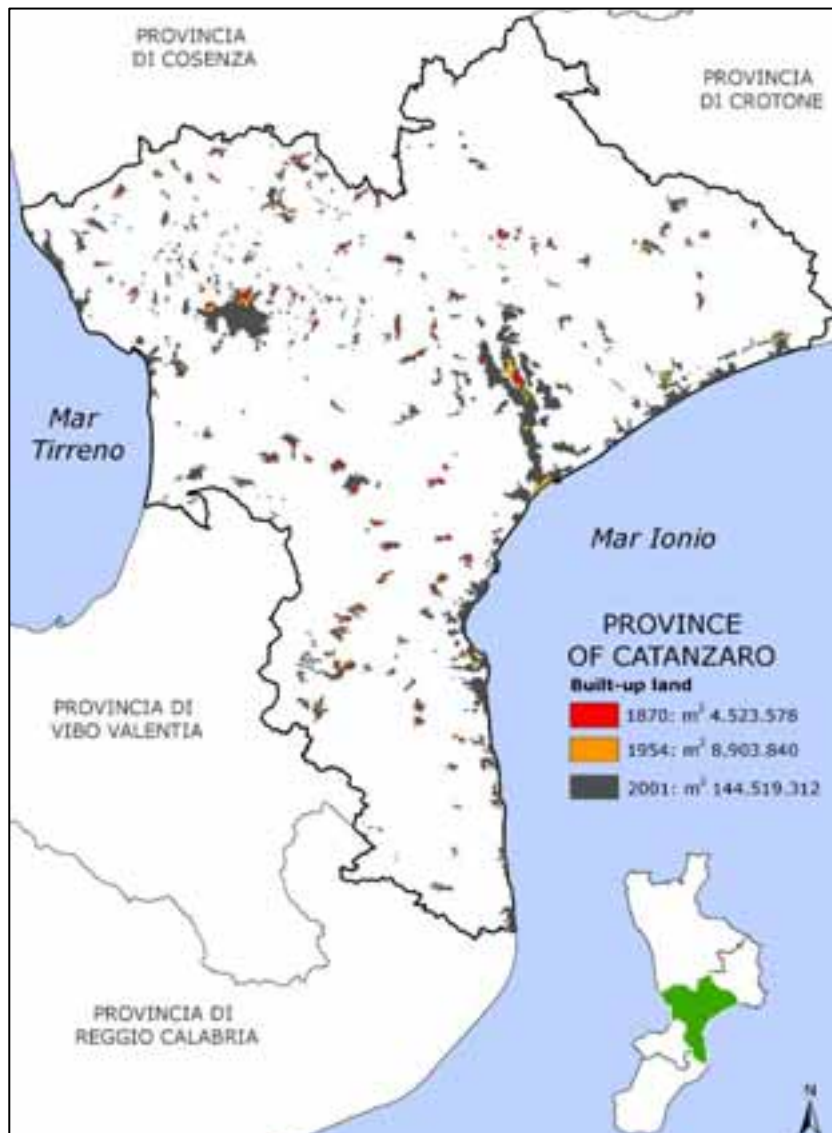 PROVINCIA
DI COSENZA
PROVINCIA
DI CROTONE
Mar
Tirreno
Mar Ionio
PROVINCE
OF CATANZARO
Built-up land
1870: m² 4.523.578
1954: m² 8.903.840
2001: m² 144.519.312
PROVINCIA DI
VIBO VALENTIA
PROVINCIA DI
REGGIO CALABRIA
N